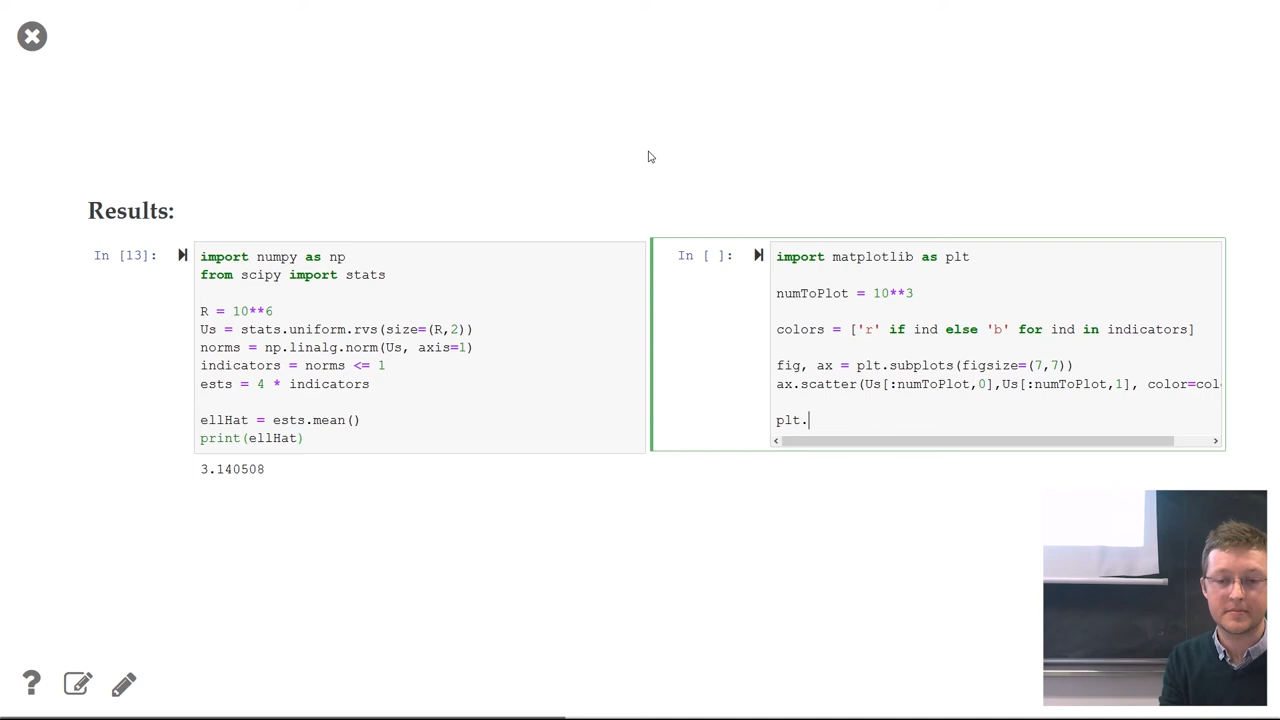 Results:
In [13]:
import numpy as np
from scipy import stats
R = 10**6
Us = stats.uniform.rvs(size=(R,2))
norms = np.linalg.norm(Us, axis=1)
indicators = norms <= 1
ests = 4 * indicators
ellHat = ests.mean()
print(ellHat)
3.140508
In [ ]:
import matplotlib as plt
numToPlot = 10**3
colors = ['r' if ind else 'b' for ind in indicators]
fig, ax = plt.subplots(figsize=(7,7))
ax.scatter(Us[:numToPlot,0],Us[:numToPlot,1], color=colo
plt.
?